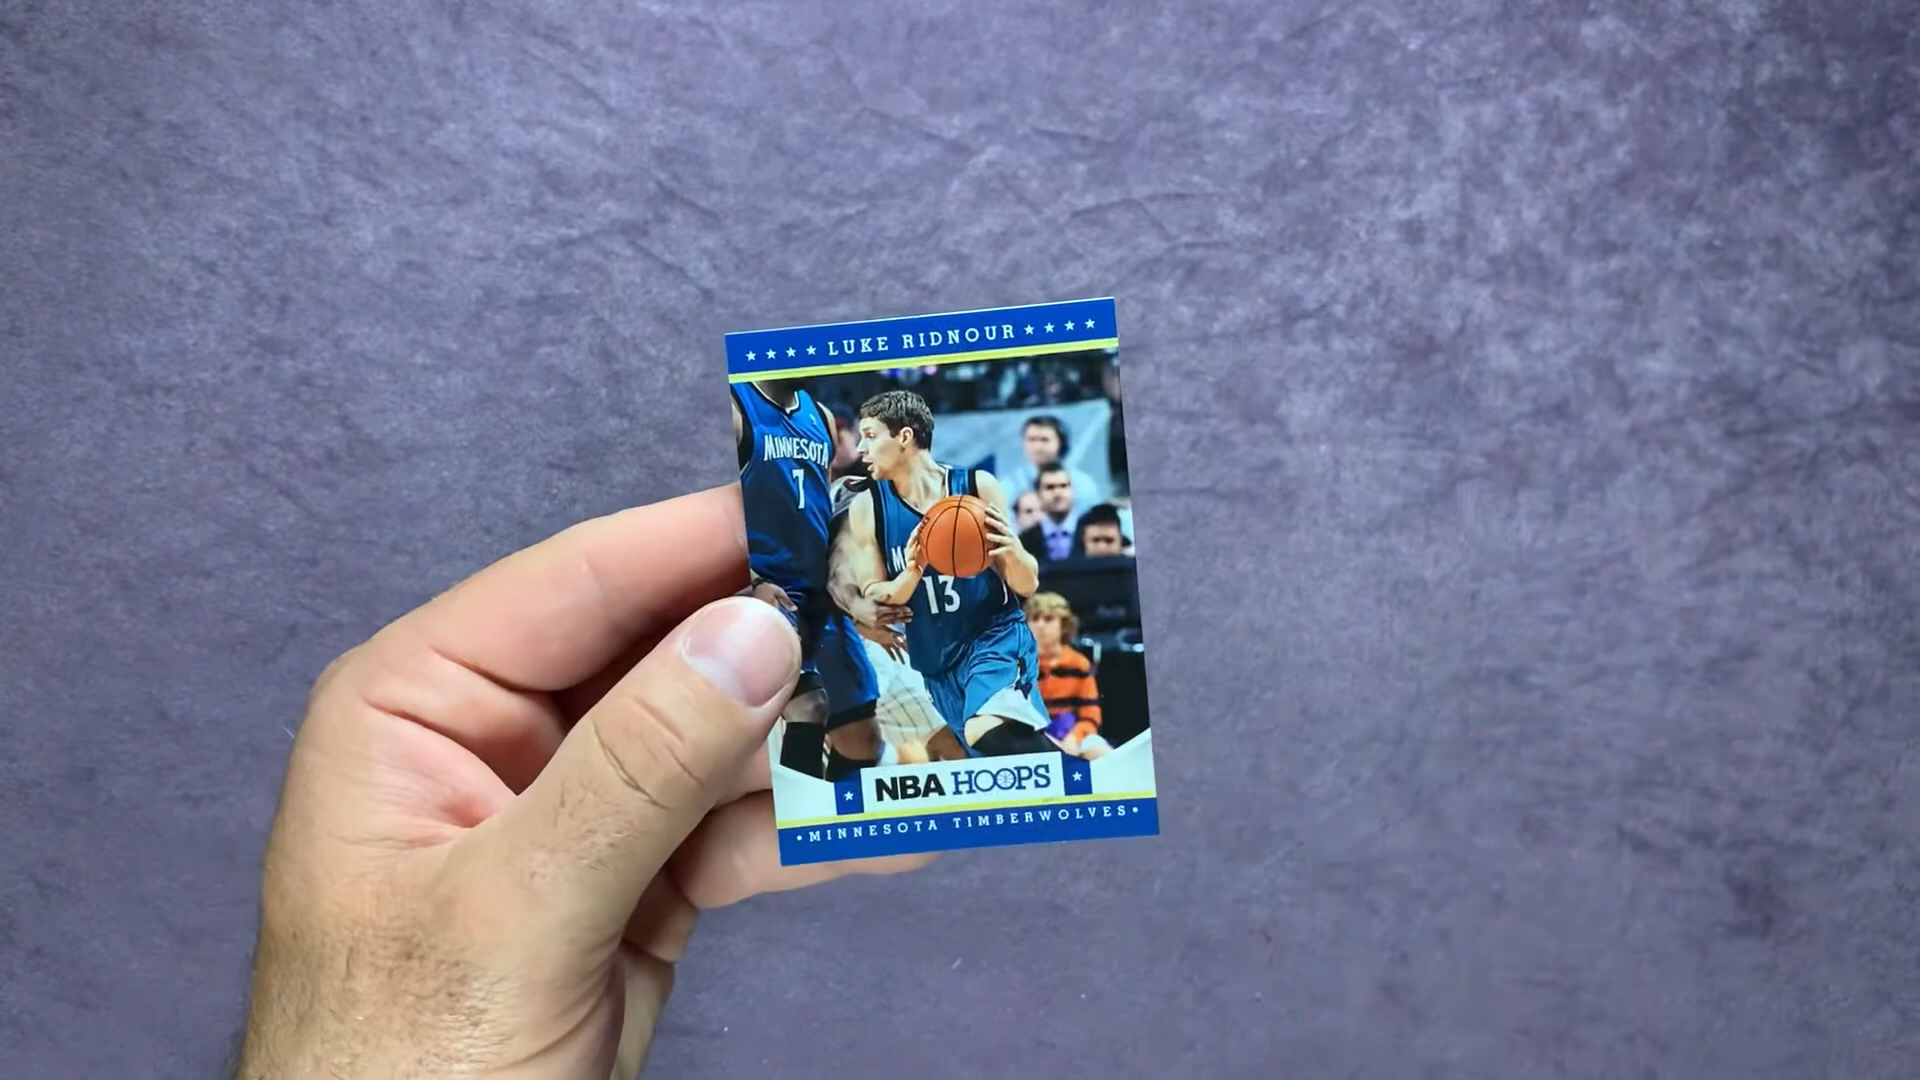 ★★★★ LUKE RIDNOUR ★★★★
MINNESOTA
7
13
NBA HOOPS
•MINNESOTA TIMBERWOLVES•